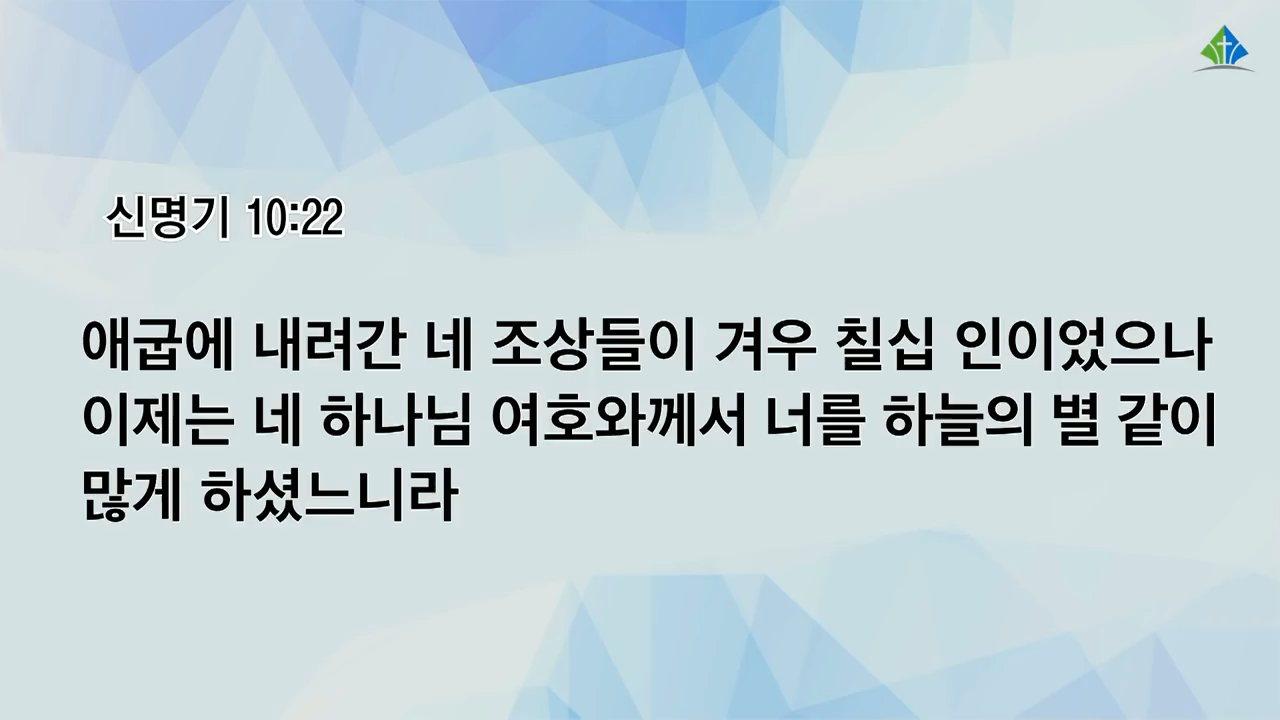 신명기 10:22
애굽에 내려간 네 조상들이 겨우 칠십 인이었으나
이제는 네 하나님 여호와께서 너를 하늘의 별 같이
많게 하셨느니라